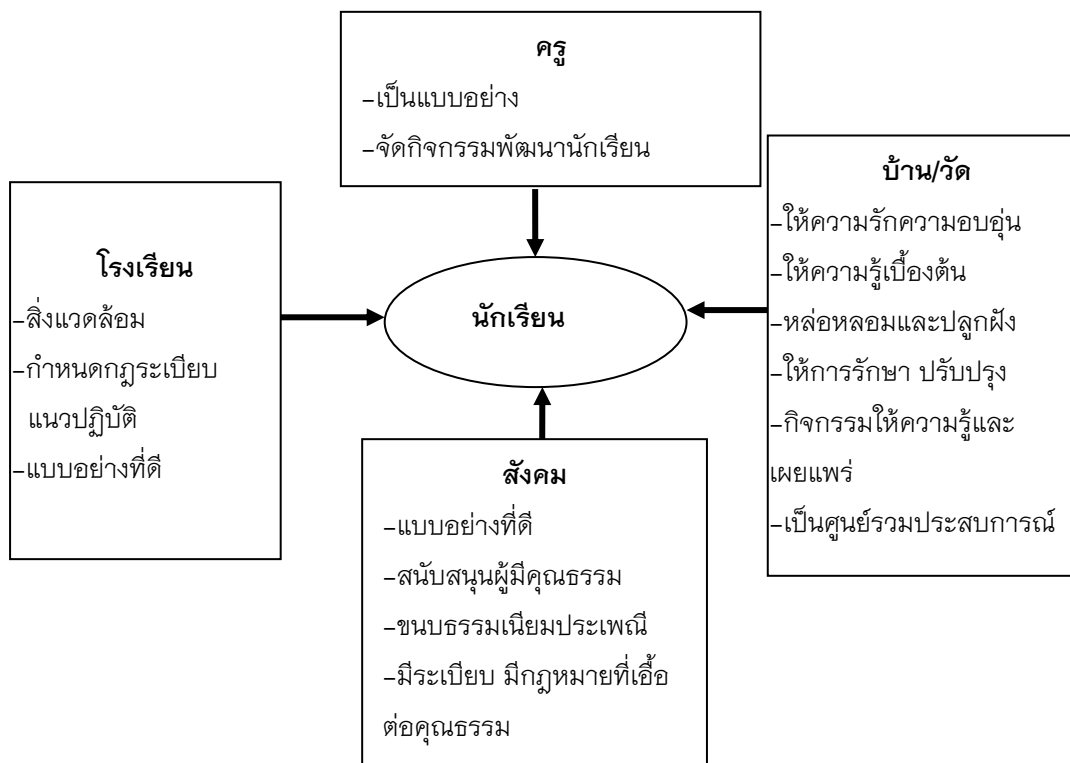 ครู
-เป็นแบบอย่าง
-จัดกิจกรรมพัฒนานักเรียน
โรงเรียน
-สิ่งแวดล้อม
-กำหนดกฎระเบียบ
แนวปฏิบัติ
-แบบอย่างที่ดี
นักเรียน
บ้าน/วัด
-ให้ความรักความอบอุ่น
-ให้ความรู้เบื้องต้น
-หล่อหลอมและปลูกฝัง
-ให้การรักษา ปรับปรุง
-กิจกรรมให้ความรู้และ
เผยแพร่
-เป็นศูนย์รวมประสบการณ์
สังคม
-แบบอย่างที่ดี
-สนับสนุนผู้มีคุณธรรม
-ขนบธรรมเนียมประเพณี
-มีระเบียบ มีกฎหมายที่เอื้อ
ต่อคุณธรรม